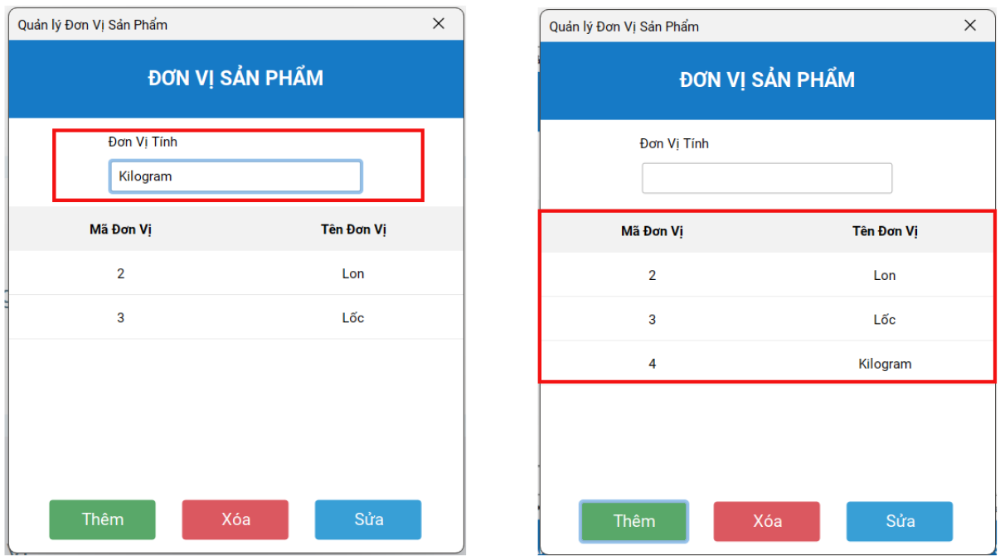 Quản lý Đơn Vị Sản Phẩm
ĐƠN VỊ SẢN PHẨM
Đơn Vị Tính
Kilogram
Mã Đơn Vị Tên Đơn Vị
2 Lon
3 Lốc
Thêm Xóa Sửa
Quản lý Đơn Vị Sản Phẩm
ĐƠN VỊ SẢN PHẨM
Đơn Vị Tính
Mã Đơn Vị Tên Đơn Vị
2 Lon
3 Lốc
4 Kilogram
Thêm Xóa Sửa